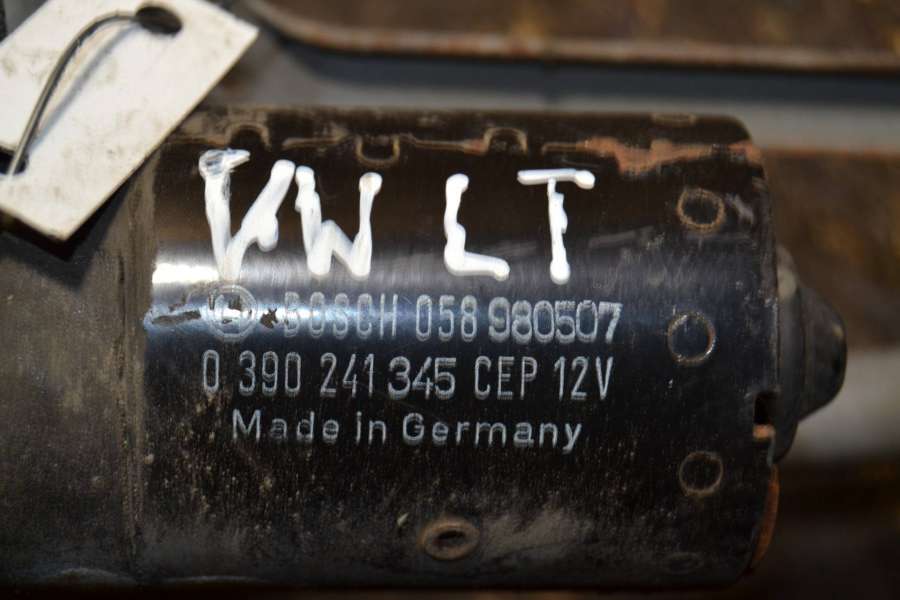 VW LT
BOSCH 058 980507
0 390 241 345 CEP 12V
Made in Germany